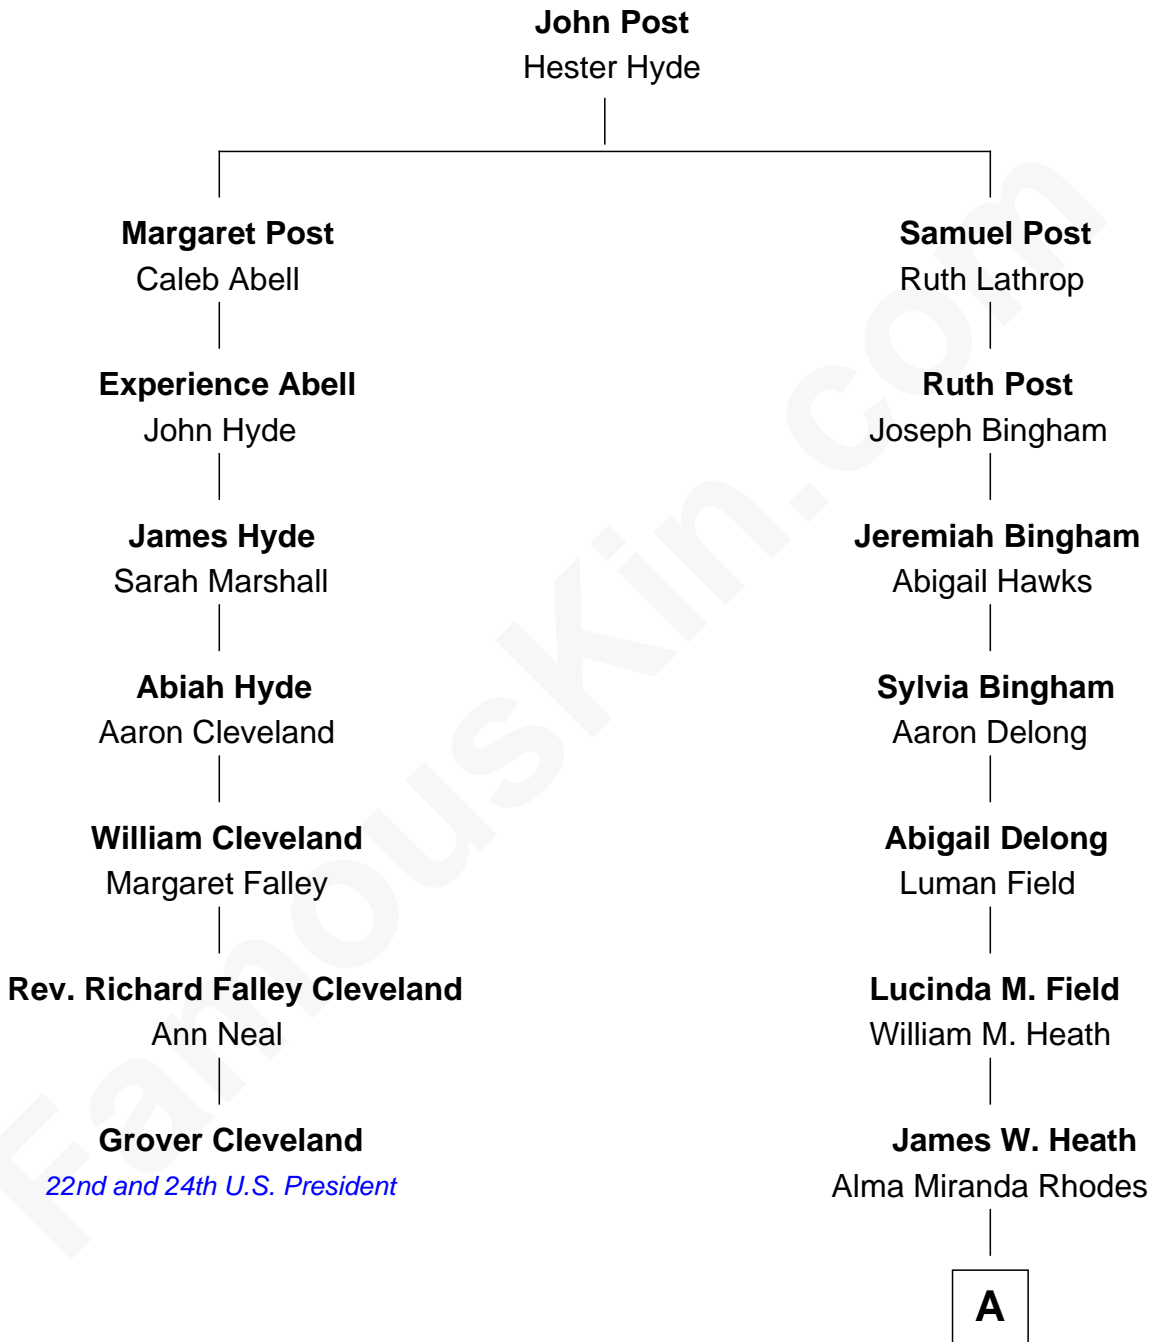 John Post
Hester Hyde
Margaret Post
Caleb Abell
Samuel Post
Ruth Lathrop
Experience Abell
John Hyde
Ruth Post
Joseph Bingham
James Hyde
Sarah Marshall
Jeremiah Bingham
Abigail Hawks
Abiah Hyde
Aaron Cleveland
Sylvia Bingham
Aaron Delong
William Cleveland
Margaret Falley
Abigail Delong
Luman Field
Rev. Richard Falley Cleveland
Ann Neal
Lucinda M. Field
William M. Heath
Grover Cleveland
22nd and 24th U.S. President
James W. Heath
Alma Miranda Rhodes
A
FamousKin.com